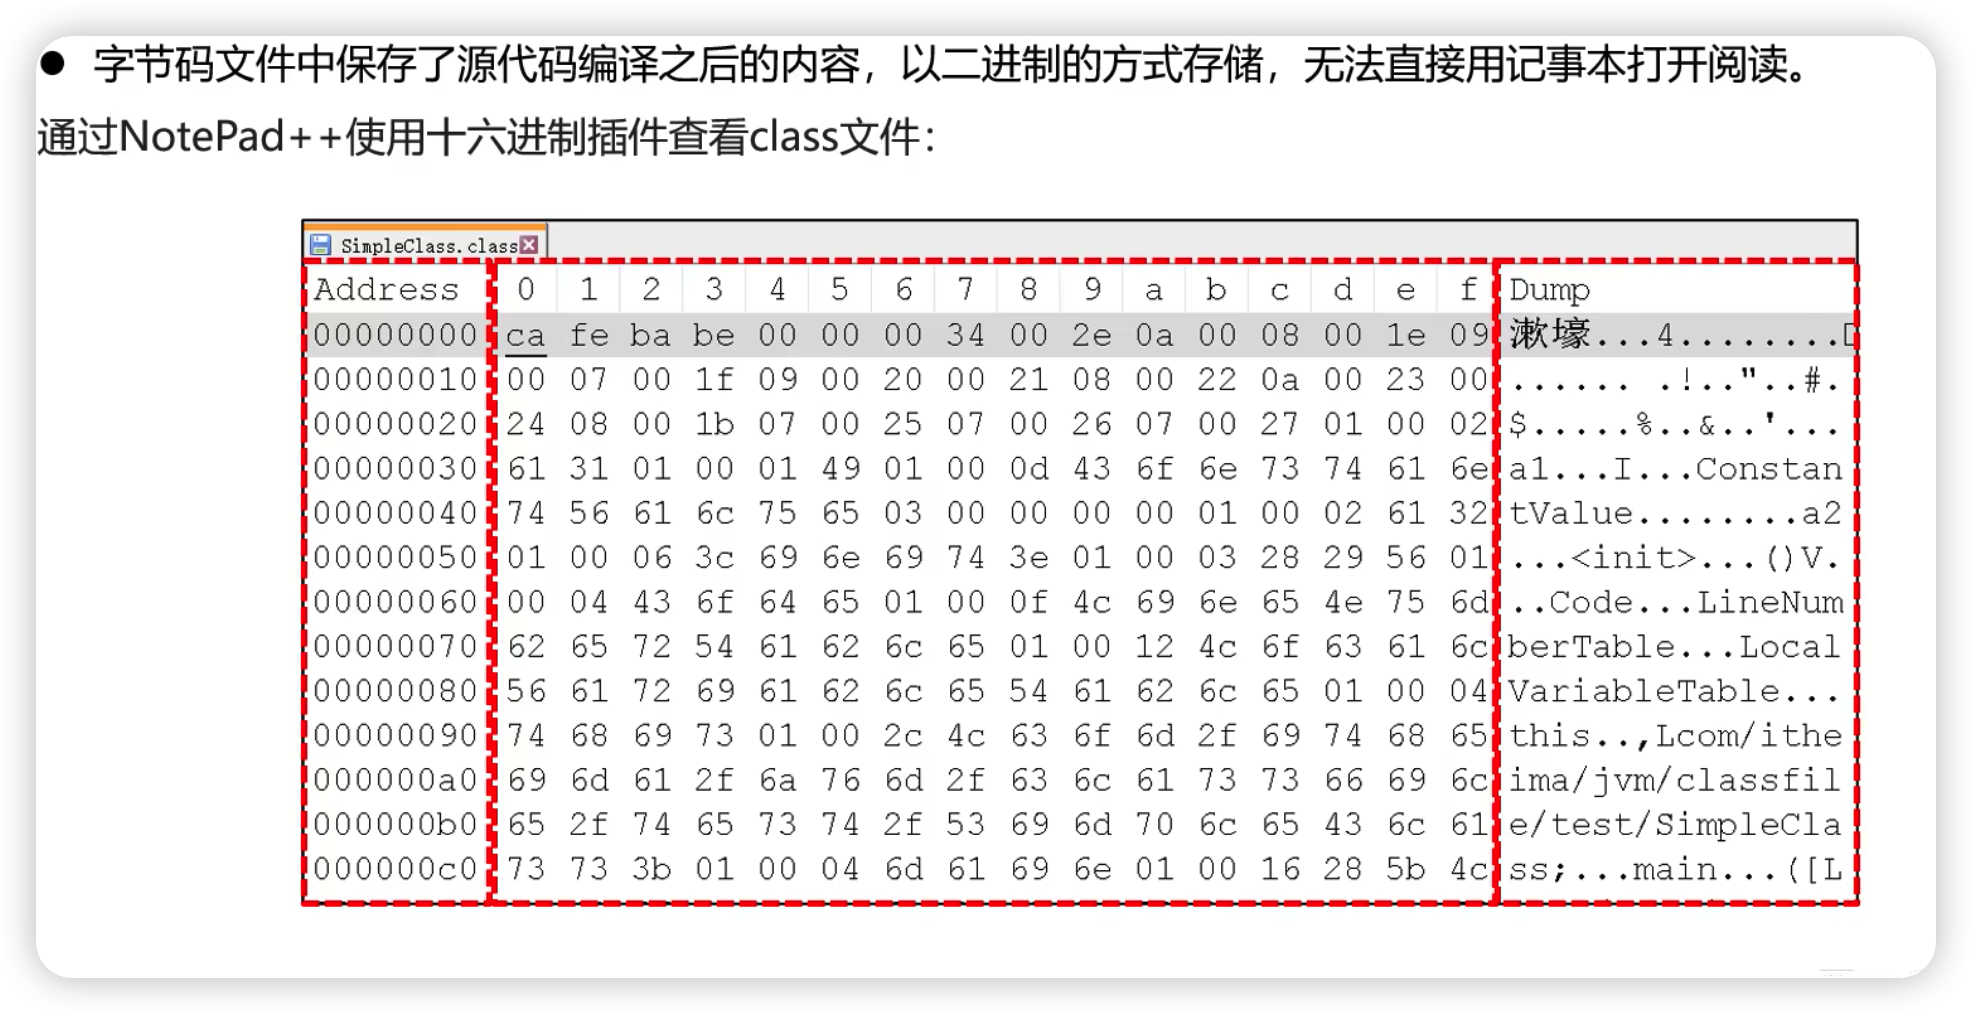 ● 字节码文件中保存了源代码编译之后的内容，以二进制的方式存储，无法直接用记事本打开阅读。
通过NotePad++使用十六进制插件查看class文件：
SimpleClass.class
Address 0 1 2 3 4 5 6 7 8 9 a b c d e f Dump
00000000 ca fe ba be 00 00 00 34 00 2e 0a 00 08 00 1e 09 漱壕...4........
00000010 00 07 00 1f 09 00 20 00 21 08 00 22 0a 00 23 00 ...... .!.."..#.
00000020 24 08 00 1b 07 00 25 07 00 26 07 00 27 01 00 02 $.....%..&..'...
00000030 61 31 01 00 01 49 01 00 0d 43 6f 6e 73 74 61 6e a1...I...Constan
00000040 74 56 61 6c 75 65 03 00 00 00 00 01 00 02 61 32 tValue........a2
00000050 01 00 06 3c 69 6e 69 74 3e 01 00 03 28 29 56 01 ...<init>...()V.
00000060 00 04 43 6f 64 65 01 00 0f 4c 69 6e 65 4e 75 6d ..Code...LineNum
00000070 62 65 72 54 61 62 6c 65 01 00 12 4c 6f 63 61 6c berTable...Local
00000080 56 61 72 69 61 62 6c 65 54 61 62 6c 65 01 00 04 VariableTable...
00000090 74 68 69 73 01 00 2c 4c 63 6f 6d 2f 69 74 68 65 this..,Lcom/ithe
000000a0 69 6d 61 2f 6a 76 6d 2f 63 6c 61 73 73 66 69 6c ima/jvm/classfil
000000b0 65 2f 74 65 73 74 2f 53 69 6d 70 6c 65 43 6c 61 e/test/SimpleCla
000000c0 73 73 3b 01 00 04 6d 61 69 6e 01 00 16 28 5b 4c ss;...main...([L